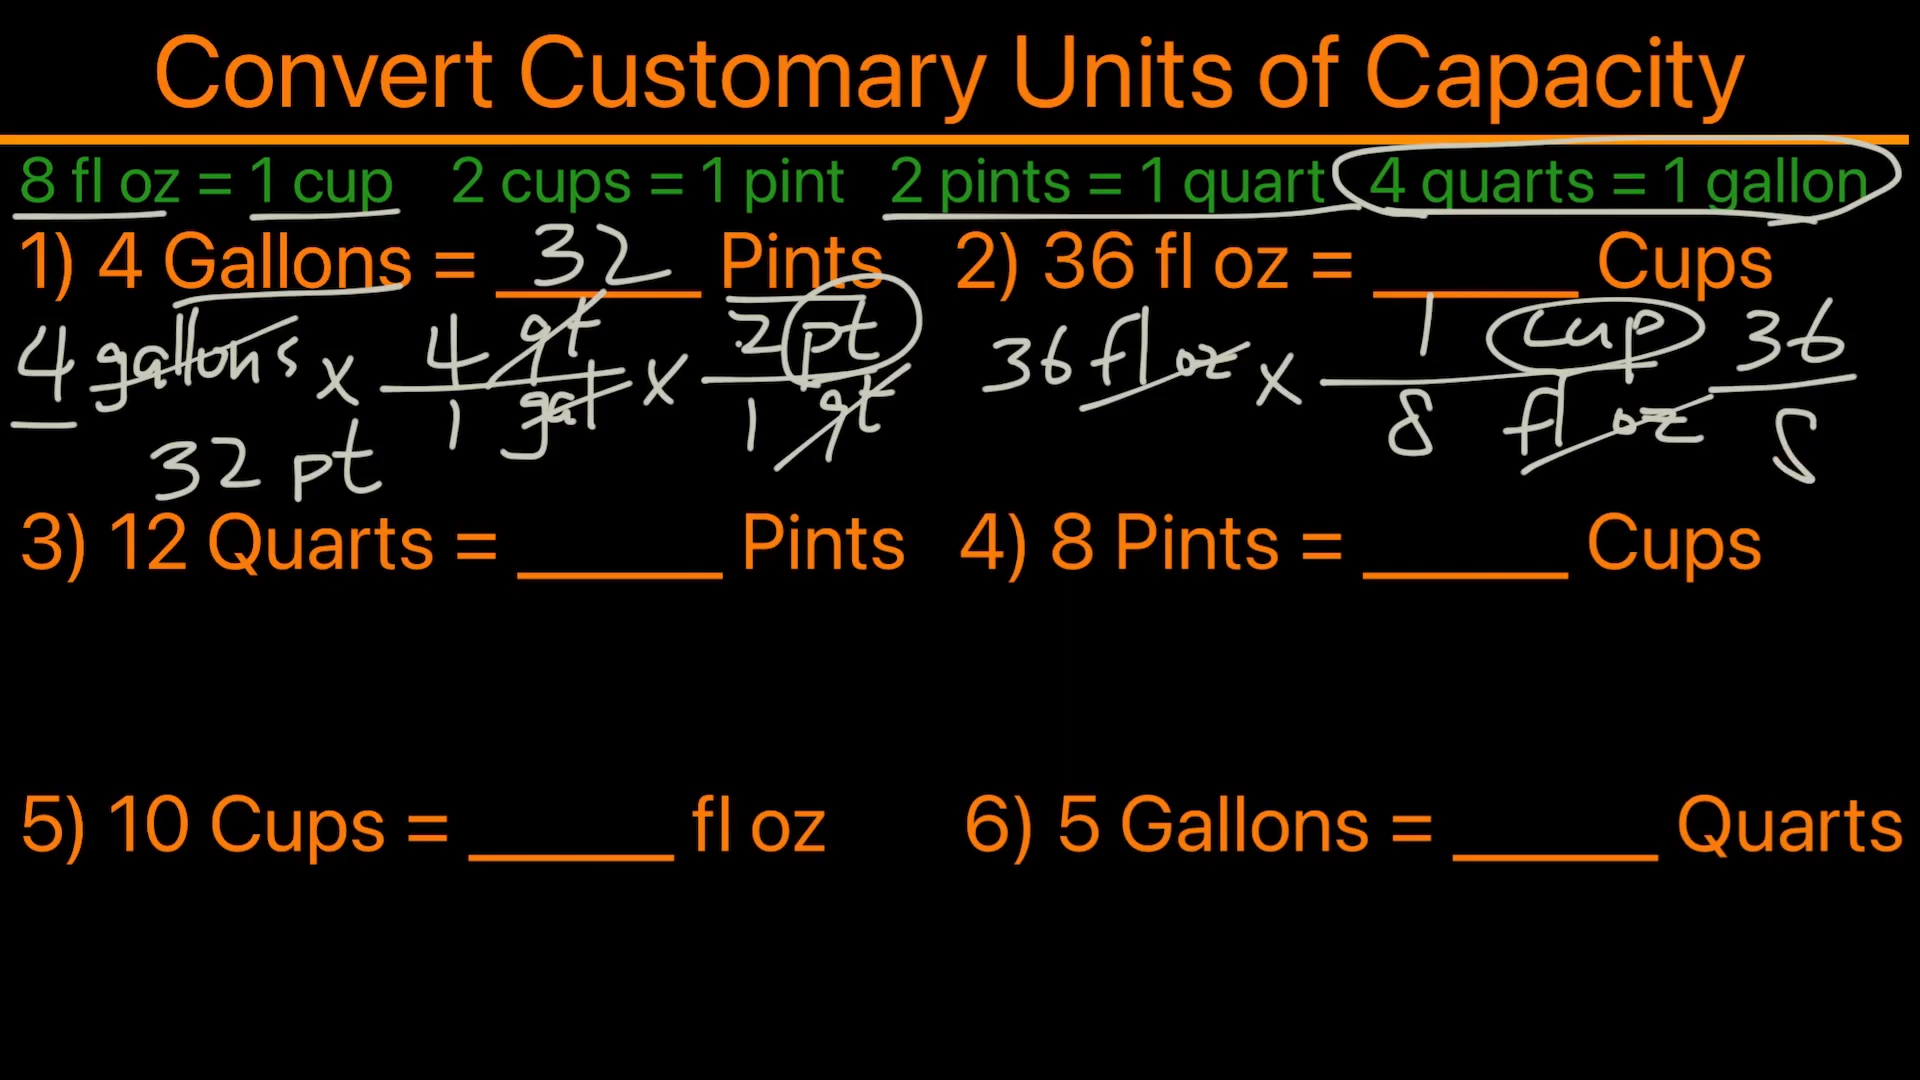 Convert Customary Units of Capacity
8 fl oz = 1 cup 2 cups = 1 pint 2 pints = 1 quart 4 quarts = 1 gallon
1) 4 Gallons = 32 Pints 2) 36 fl oz = ______ Cups
4 gallons x 4 qt / 1 gal x 2 pt / 1 qt 36 fl oz x 1 cup / 8 fl oz 36 / 8
32 pt
3) 12 Quarts = ______ Pints 4) 8 Pints = ______ Cups
5) 10 Cups = ______ fl oz 6) 5 Gallons = ______ Quarts